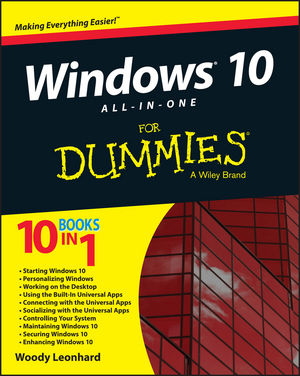 Making Everything Easier!™
Windows® 10
ALL-IN-ONE
FOR
DUMMIES®
A Wiley Brand
10 BOOKS
IN 1
• Starting Windows 10
• Personalizing Windows
• Working on the Desktop
• Using the Built-In Universal Apps
• Connecting with the Universal Apps
• Socializing with the Universal Apps
• Controlling Your System
• Maintaining Windows 10
• Securing Windows 10
• Enhancing Windows 10
Woody Leonhard